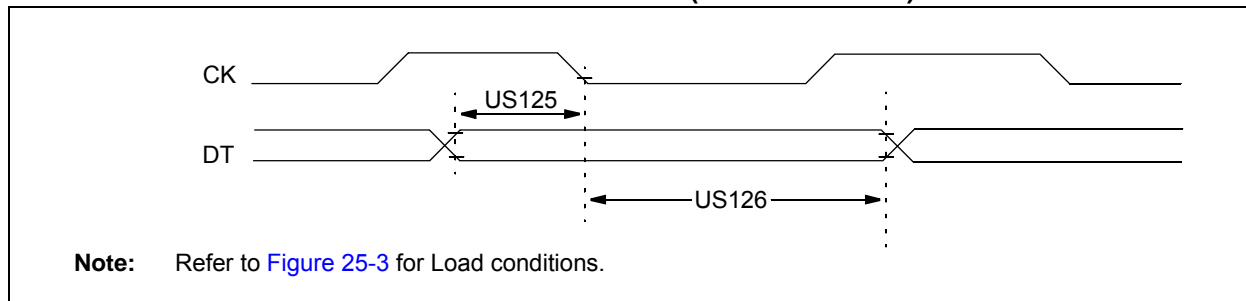 CK
US125
DT
US126
Note: Refer to Figure 25-3 for Load conditions.